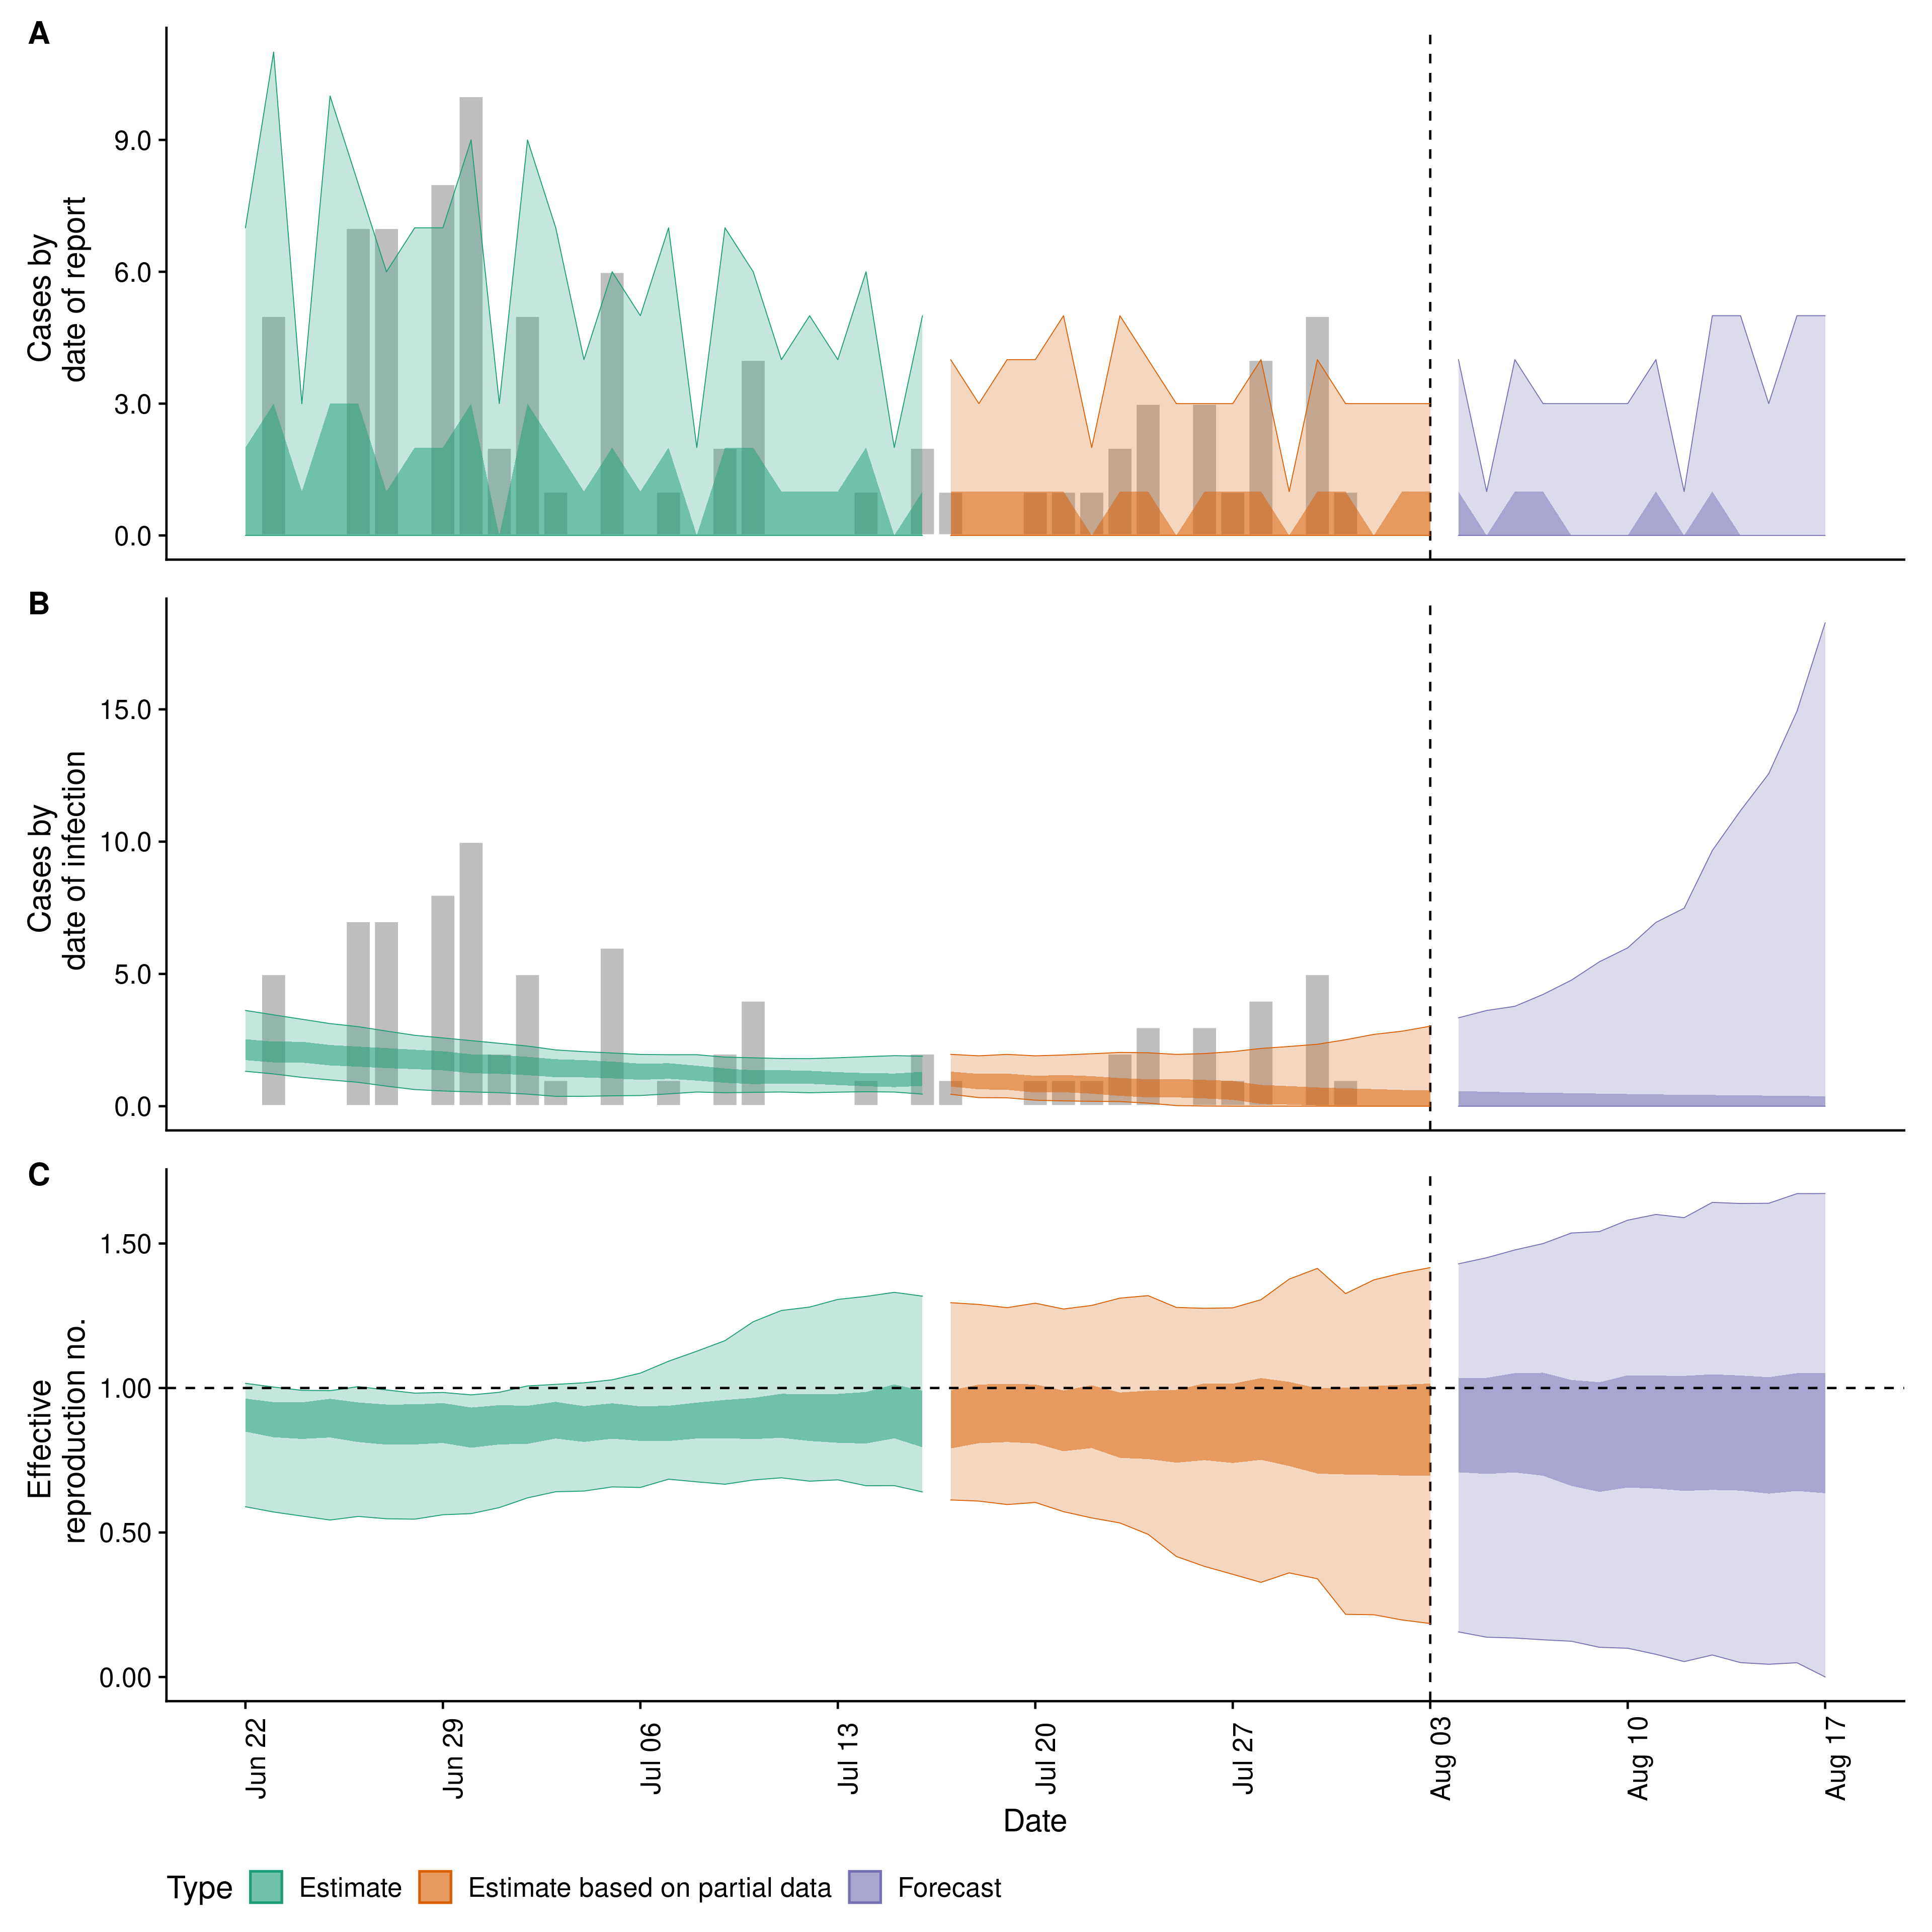 A
Cases by
date of report
9.0
6.0
3.0
0.0
B
Cases by
date of infection
15.0
10.0
5.0
0.0
C
Effective
reproduction no.
1.50
1.00
0.50
0.00
Jun 22
Jun 29
Jul 06
Jul 13
Jul 20
Jul 27
Aug 03
Aug 10
Aug 17
Date
Type Estimate Estimate based on partial data Forecast